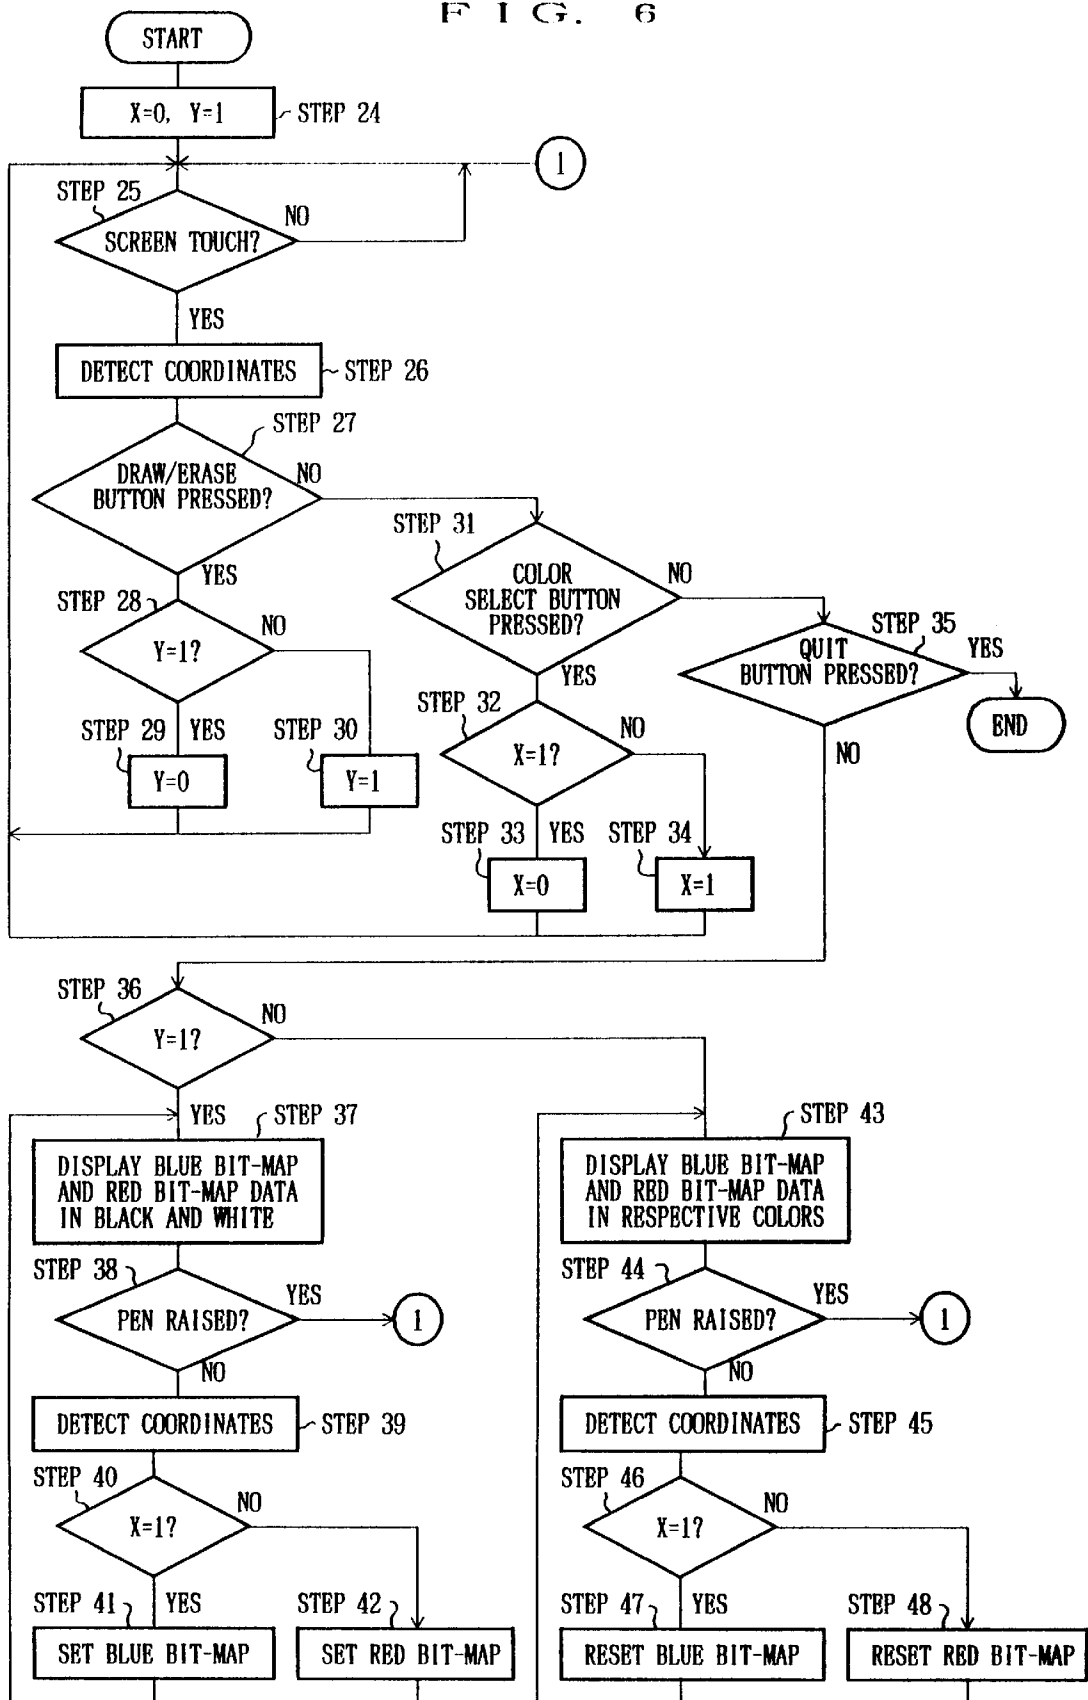 F I G. 6
START
X=0, Y=1
STEP 24
1
STEP 25
NO
SCREEN TOUCH?
YES
DETECT COORDINATES
STEP 26
STEP 27
DRAW/ERASE
BUTTON PRESSED?
NO
YES
STEP 31
COLOR
SELECT BUTTON
PRESSED?
NO
YES
STEP 28
Y=1?
NO
STEP 35
QUIT
BUTTON PRESSED?
YES
END
NO
STEP 29
YES
Y=0
STEP 30
Y=1
STEP 32
X=1?
NO
STEP 33
YES
X=0
STEP 34
X=1
STEP 36
Y=1?
NO
YES
STEP 37
DISPLAY BLUE BIT-MAP
AND RED BIT-MAP DATA
IN BLACK AND WHITE
STEP 43
DISPLAY BLUE BIT-MAP
AND RED BIT-MAP DATA
IN RESPECTIVE COLORS
STEP 38
PEN RAISED?
YES
1
NO
STEP 44
PEN RAISED?
YES
1
NO
DETECT COORDINATES
STEP 39
DETECT COORDINATES
STEP 45
STEP 40
X=1?
NO
STEP 46
X=1?
NO
STEP 41
YES
SET BLUE BIT-MAP
STEP 42
SET RED BIT-MAP
STEP 47
YES
RESET BLUE BIT-MAP
STEP 48
RESET RED BIT-MAP